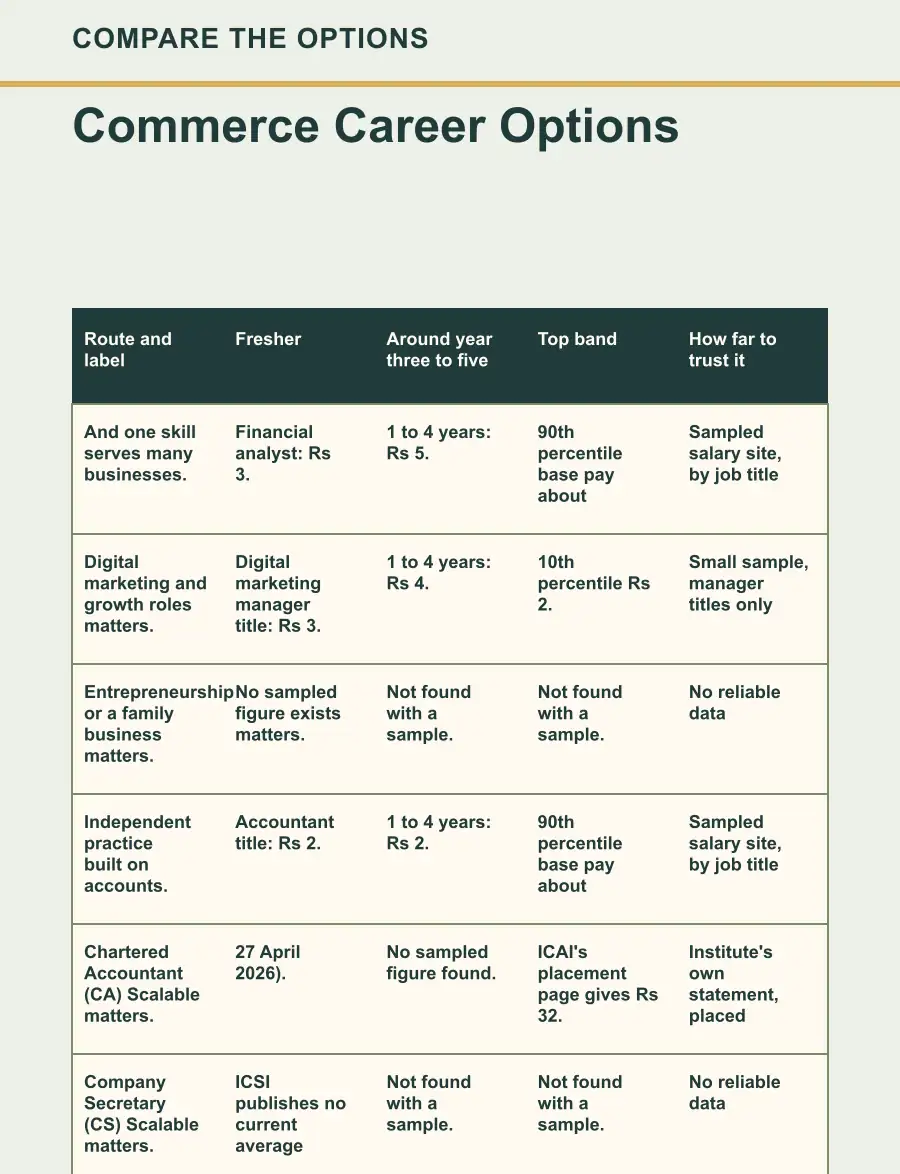 COMPARE THE OPTIONS
Commerce Career Options
Route and
label
Fresher
Around year
three to five
Top band
How far to
trust it
And one skill
serves many
businesses.
Financial
analyst: Rs
3.
1 to 4 years:
Rs 5.
90th
percentile
base pay
about
Sampled
salary site,
by job title
Digital
marketing and
growth roles
matters.
Digital
marketing
manager
title: Rs 3.
1 to 4 years:
Rs 4.
10th
percentile Rs
2.
Small sample,
manager
titles only
Entrepreneurship
or a family
business
matters.
No sampled
figure exists
matters.
Not found
with a
sample.
Not found
with a
sample.
No reliable
data
Independent
practice
built on
accounts.
Accountant
title: Rs 2.
1 to 4 years:
Rs 2.
90th
percentile
base pay
about
Sampled
salary site,
by job title
Chartered
Accountant
(CA) Scalable
matters.
27 April
2026).
No sampled
figure found.
ICAI's
placement
page gives Rs
32.
Institute's
own
statement,
placed
Company
Secretary
(CS) Scalable
matters.
ICSI
publishes no
current
average
Not found
with a
sample.
Not found
with a
sample.
No reliable
data